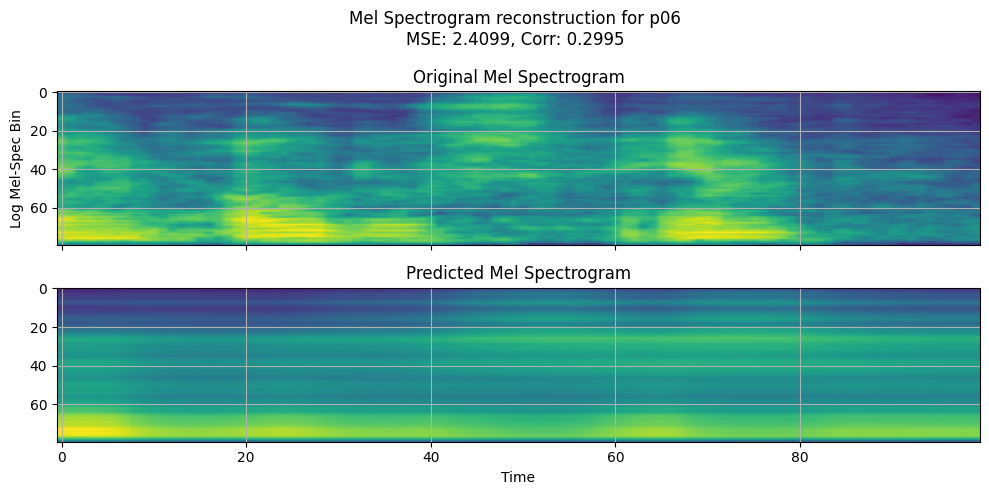 Mel Spectrogram reconstruction for p06
MSE: 2.4099, Corr: 0.2995
Original Mel Spectrogram
0
20
40
60
Log Mel-Spec Bin
Predicted Mel Spectrogram
0
20
40
60
0 20 40 60 80
Time